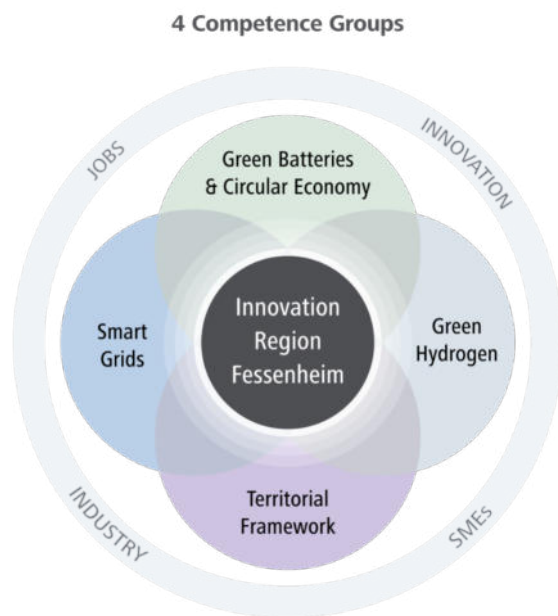 4 Competence Groups
JOBS
INNOVATION
Green Batteries
& Circular Economy
Smart
Grids
Innovation
Region
Fessenheim
Green
Hydrogen
Territorial
Framework
INDUSTRY
SMEs